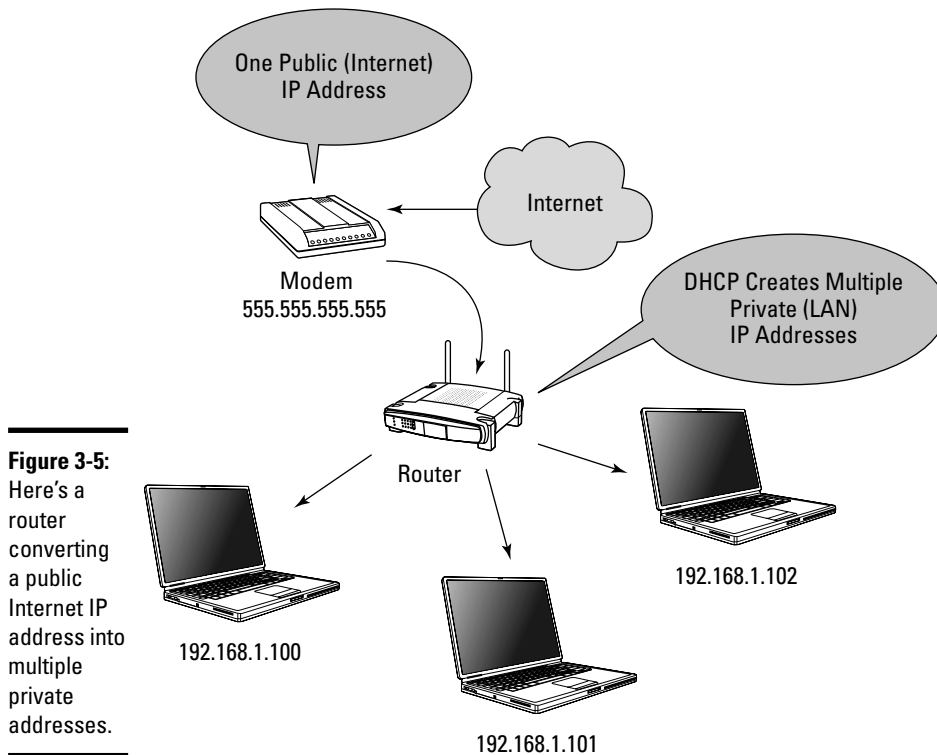 One Public (Internet)
IP Address
Internet
Modem
555.555.555.555
DHCP Creates Multiple
Private (LAN)
IP Addresses
Router
192.168.1.102
192.168.1.100
192.168.1.101
Figure 3-5:
Here's a
router
converting
a public
Internet IP
address into
multiple
private
addresses.